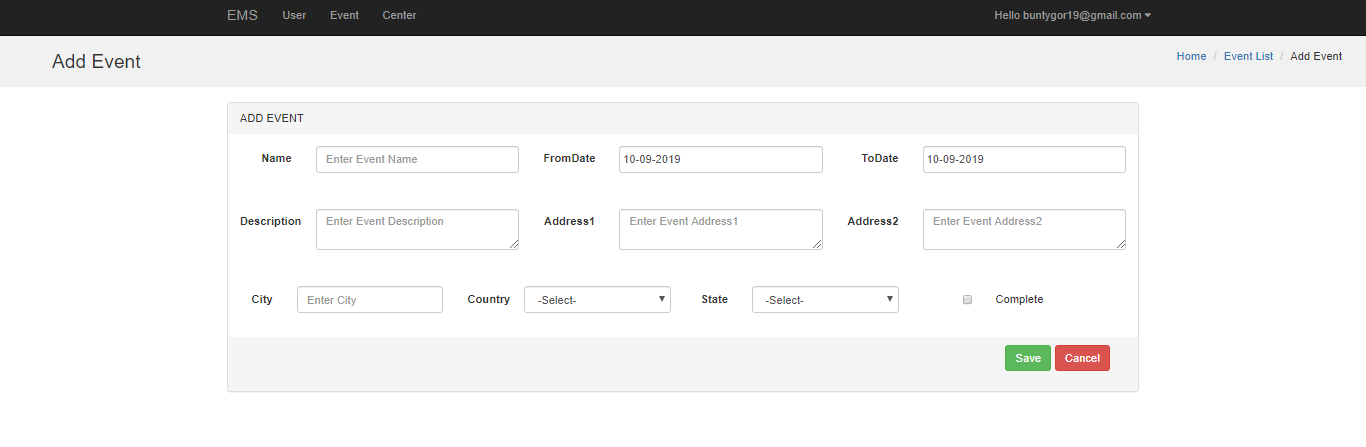 EMS User Event Center Hello buntygor19@gmail.com
Add Event Home / Event List / Add Event
ADD EVENT
Name Enter Event Name FromDate 10-09-2019 ToDate 10-09-2019
Description Enter Event Description Address1 Enter Event Address1 Address2 Enter Event Address2
City Enter City Country -Select- State -Select- Complete
Save Cancel